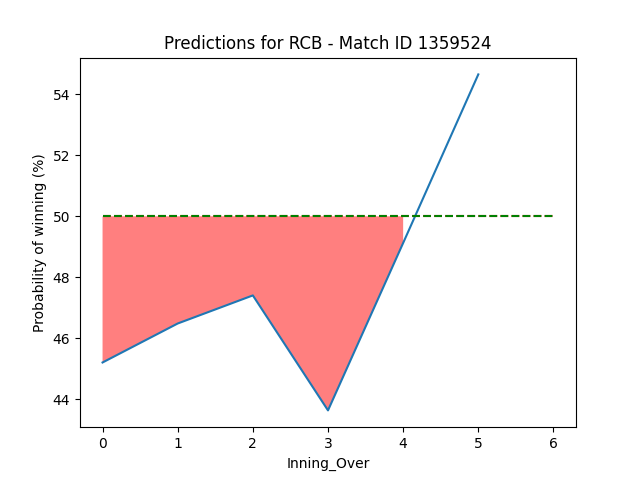 Predictions for RCB - Match ID 1359524
Probability of winning (%)
54
52
50
48
46
44
0 1 2 3 4 5 6
Inning_Over